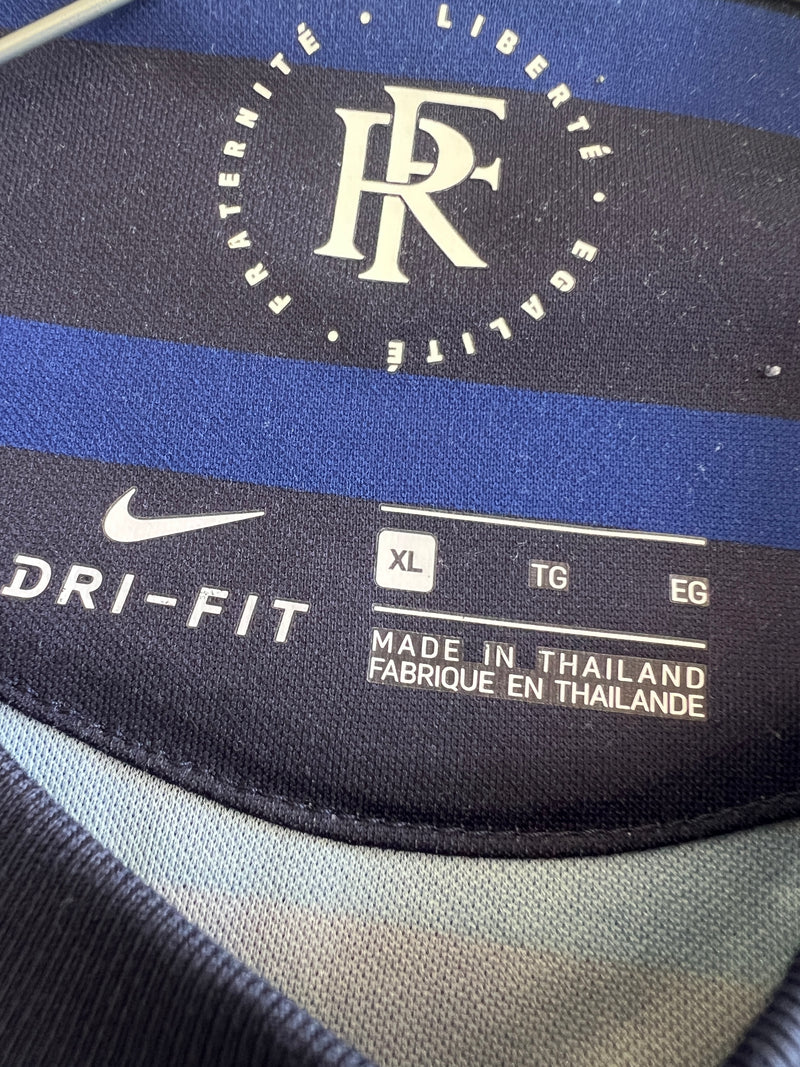 LIBERTÉ • EGALITÉ • FRATERNITÉ •
RF
DRI-FIT
XL TG EG
MADE IN THAILAND
FABRIQUE EN THAILANDE